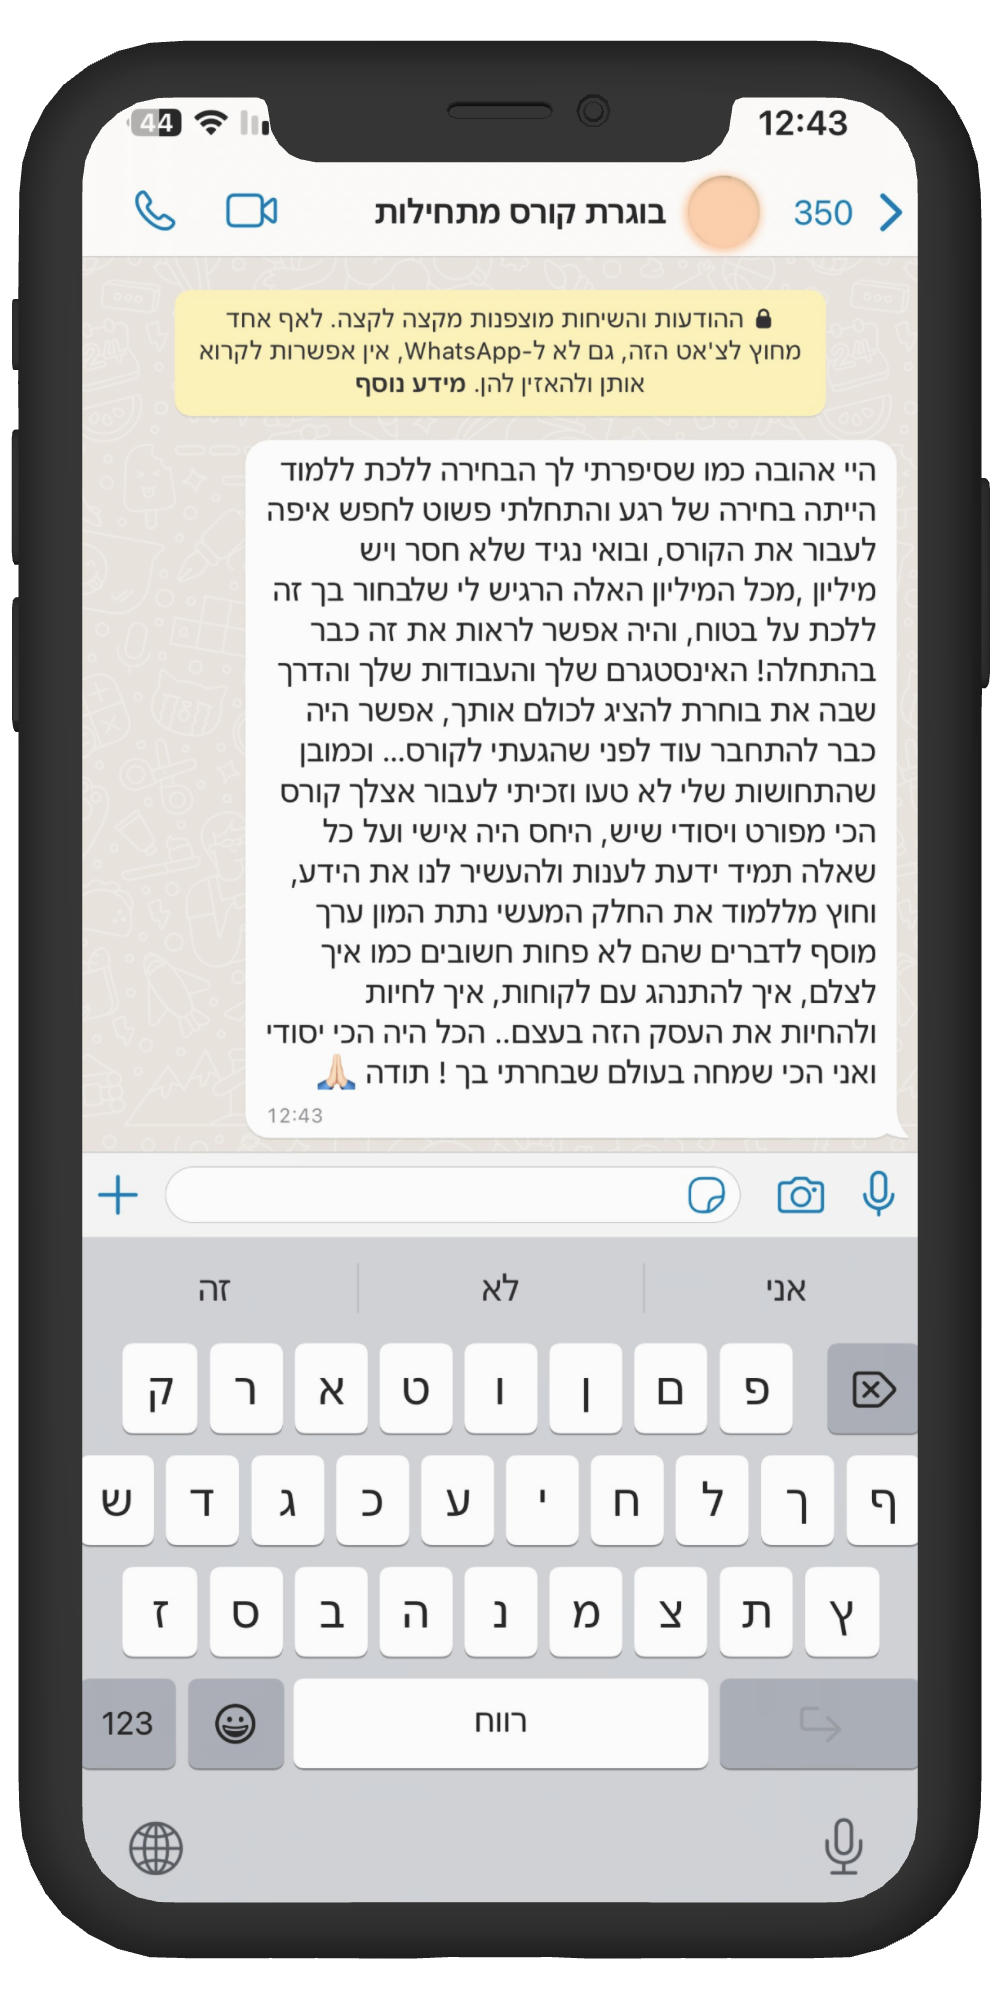 12:43
44
350
בוגרת קורס מתחילות
ההודעות והשיחות מוצפנות מקצה לקצה. לאף אחד
מחוץ לצ'אט הזה, גם לא ל-WhatsApp, אין אפשרות לקרוא
אותן ולהאזין להן. מידע נוסף
היי אהובה כמו שסיפרתי לך הבחירה ללכת ללמוד
הייתה בחירה של רגע והתחלתי פשוט לחפש איפה
לעבור את הקורס, ובואי נגיד שלא חסר ויש
מיליון ,מכל המיליון האלה הרגיש לי שלבחור בך זה
ללכת על בטוח, והיה אפשר לראות את זה כבר
בהתחלה! האינסטגרם שלך והעבודות שלך והדרך
שבה את בוחרת להציג לכולם אותך, אפשר היה
כבר להתחבר עוד לפני שהגעתי לקורס... וכמובן
שהתחושות שלי לא טעו וזכיתי לעבור אצלך קורס
הכי מפורט ויסודי שיש, היחס היה אישי ועל כל
שאלה תמיד ידעת לענות ולהעשיר לנו את הידע,
וחוץ מללמוד את החלק המעשי נתת המון ערך
מוסף לדברים שהם לא פחות חשובים כמו איך
לצלם, איך להתנהג עם לקוחות, איך לחיות
ולהחיות את העסק הזה בעצם.. הכל היה הכי יסודי
ואני הכי שמחה בעולם שבחרתי בך ! תודה 🙏🏻
12:43
אני לא זה
פ ם ן ו ט א ר ק
ף ך ל ח י ע כ ג ד ש
ץ ת צ מ נ ה ב ס ז
רווח
123